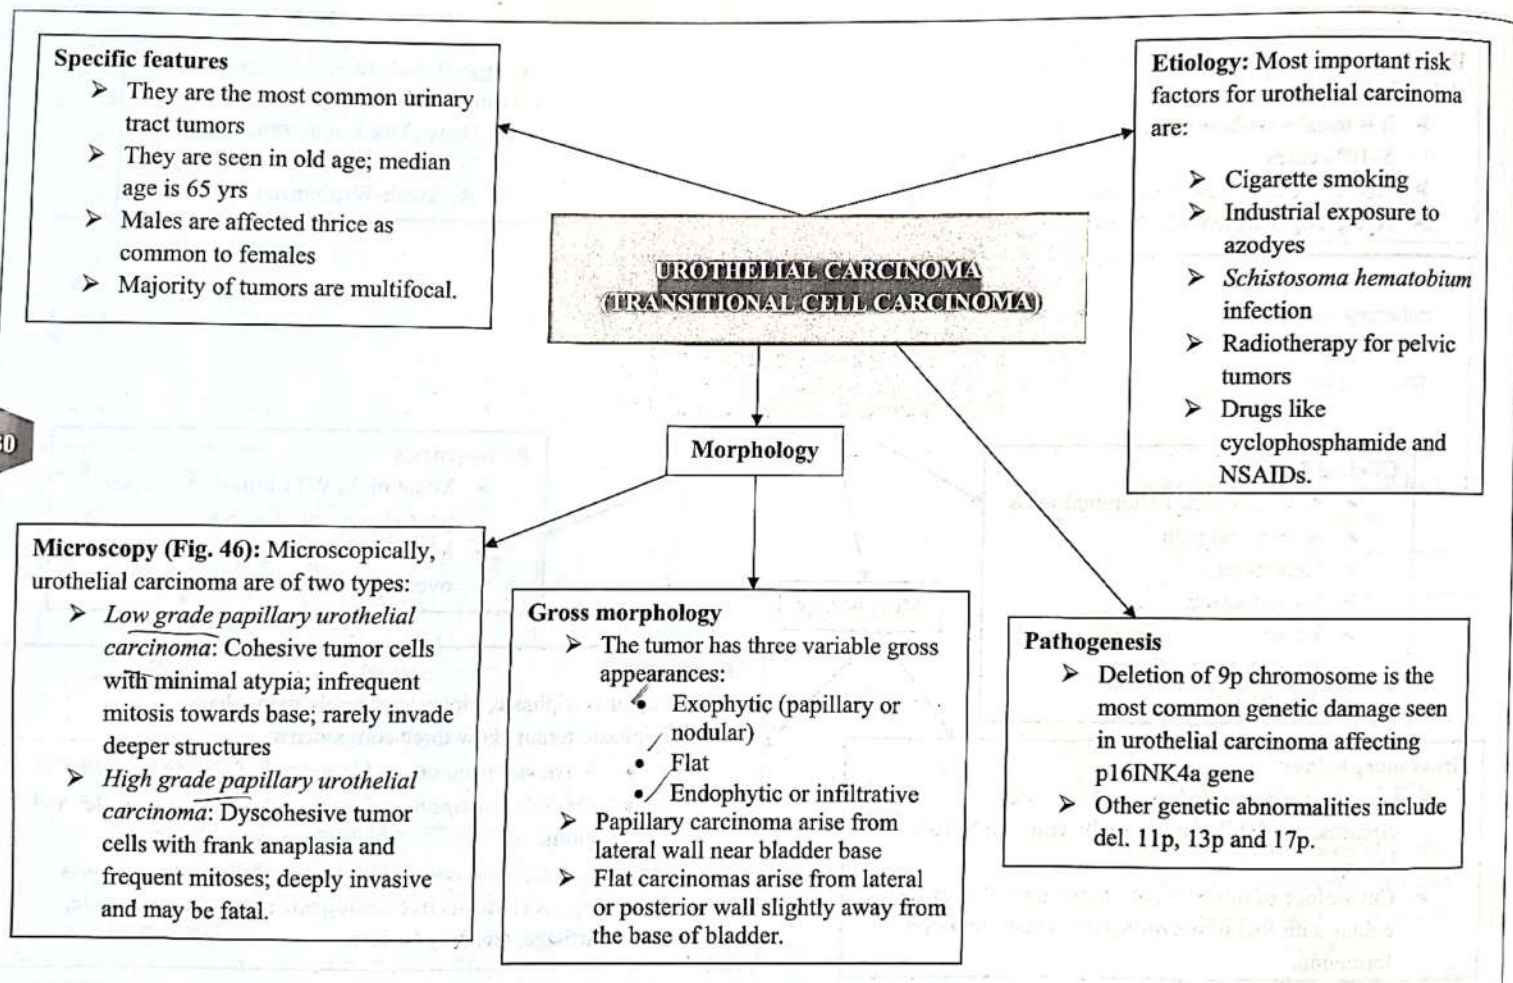 Specific features
➢ They are the most common urinary
tract tumors
➢ They are seen in old age; median
age is 65 yrs
➢ Males are affected thrice as
common to females
➢ Majority of tumors are multifocal.
Etiology: Most important risk
factors for urothelial carcinoma
are:
➢ Cigarette smoking
➢ Industrial exposure to
azodyes
➢ Schistosoma hematobium
infection
➢ Radiotherapy for pelvic
tumors
➢ Drugs like
cyclophosphamide and
NSAIDs.
UROTHELIAL CARCINOMA
(TRANSITIONAL CELL CARCINOMA)
Morphology
Microscopy (Fig. 46): Microscopically,
urothelial carcinoma are of two types:
➢ Low grade papillary urothelial
carcinoma: Cohesive tumor cells
with minimal atypia; infrequent
mitosis towards base; rarely invade
deeper structures
➢ High grade papillary urothelial
carcinoma: Dyscohesive tumor
cells with frank anaplasia and
frequent mitoses; deeply invasive
and may be fatal.
Gross morphology
➢ The tumor has three variable gross
appearances:
• Exophytic (papillary or
nodular)
• Flat
• Endophytic or infiltrative
➢ Papillary carcinoma arise from
lateral wall near bladder base
➢ Flat carcinomas arise from lateral
or posterior wall slightly away from
the base of bladder.
Pathogenesis
➢ Deletion of 9p chromosome is the
most common genetic damage seen
in urothelial carcinoma affecting
p16INK4a gene
➢ Other genetic abnormalities include
del. 11p, 13p and 17p.